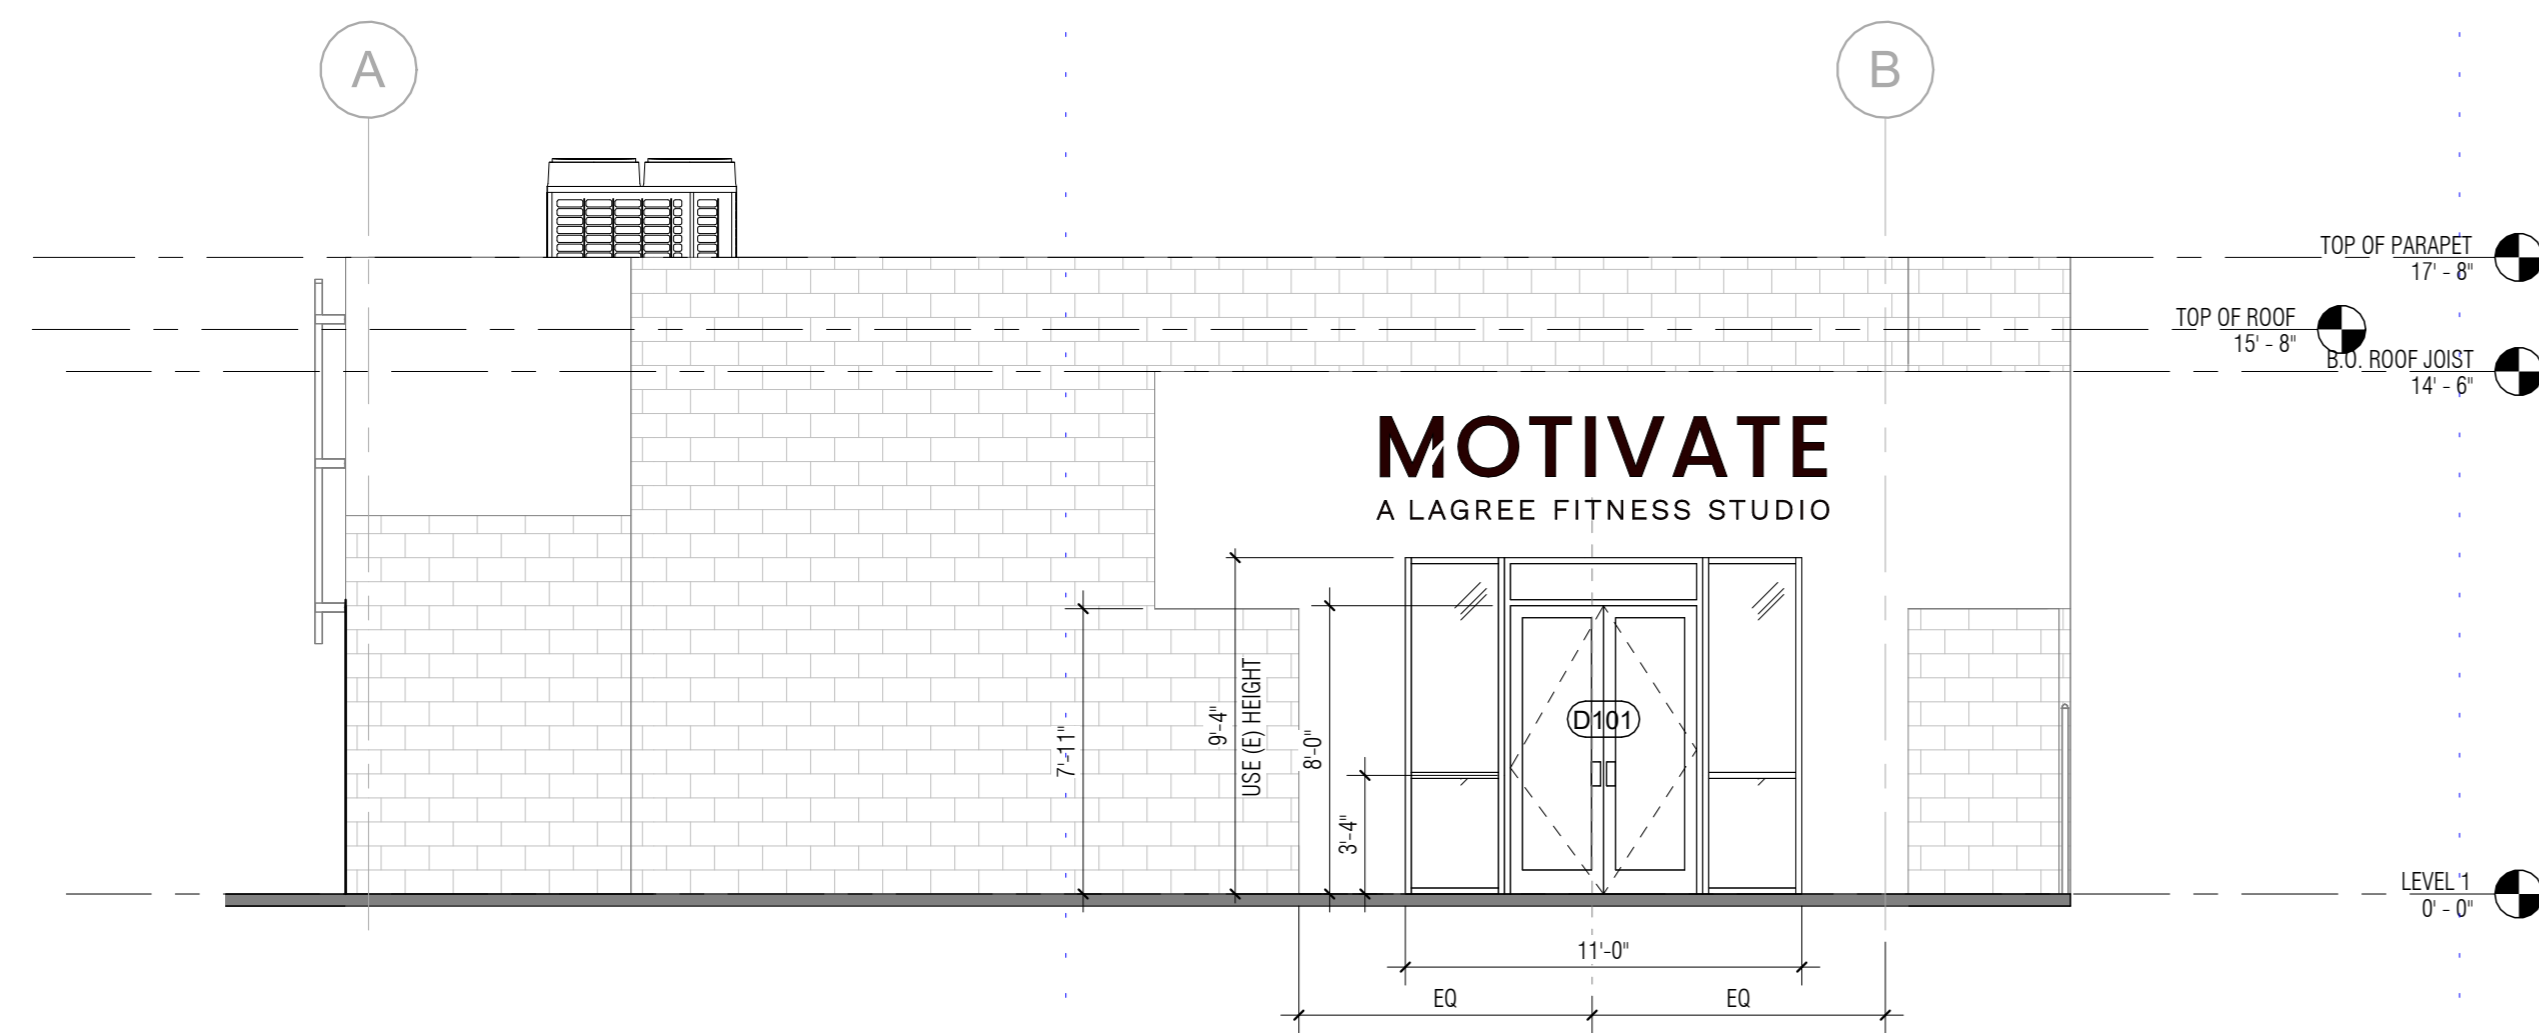 A
B
TOP OF PARAPET
17' - 8"
TOP OF ROOF
15' - 8"
B.O. ROOF JOIST
14' - 6"
MOTIVATE
A LAGREE FITNESS STUDIO
7'-11"
9'-4"
USE (E) HEIGHT
8'-0"
3'-4"
D101
LEVEL 1
0' - 0"
11'-0"
EQ
EQ